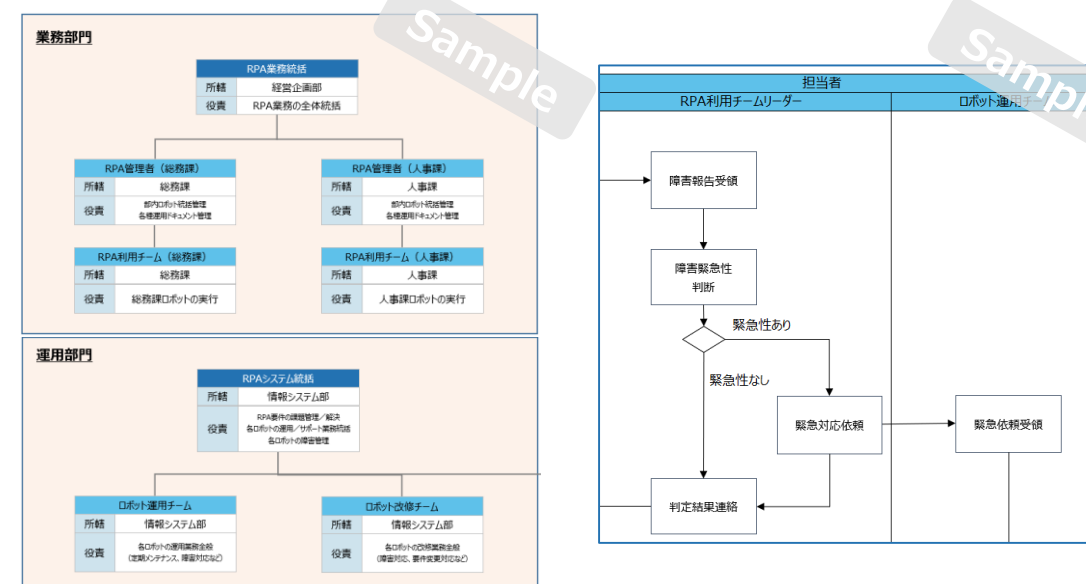 業務部門
RPA業務統括
所轄 経営企画部
役責 RPA業務の全体統括
RPA管理者（総務課）
所轄 総務課
役責 部内ロボット統括管理
各種運用ドキュメント管理
RPA管理者（人事課）
所轄 人事課
役責 部内ロボット統括管理
各種運用ドキュメント管理
RPA利用チーム（総務課）
所轄 総務課
役責 総務課ロボットの実行
RPA利用チーム（人事課）
所轄 人事課
役責 人事課ロボットの実行
運用部門
RPAシステム統括
所轄 情報システム部
役責 RPA要件の課題管理／解決
各ロボットの運用／サポート業務統括
各ロボットの障害管理
ロボット運用チーム
所轄 情報システム部
役責 各ロボットの運用業務全般
（定期メンテナンス、障害対応など）
ロボット改修チーム
所轄 情報システム部
役責 各ロボットの改修業務全般
（障害対応、要件変更対応など）
Sample
担当者
RPA利用チームリーダー
ロボット運用チーム
障害報告受領
障害緊急性
判断
緊急性あり
緊急性なし
緊急対応依頼
緊急依頼受領
判定結果連絡
Sample